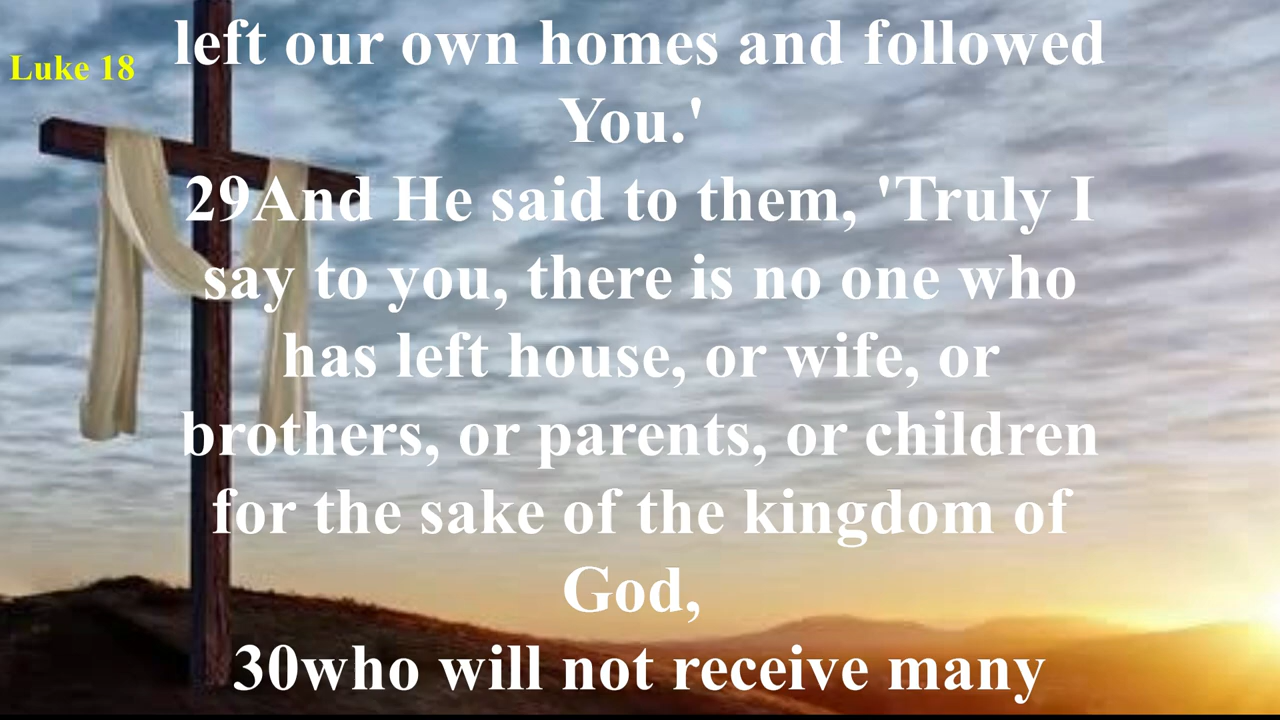 Luke 18
left our own homes and followed
You.'
29And He said to them, 'Truly I
say to you, there is no one who
has left house, or wife, or
brothers, or parents, or children
for the sake of the kingdom of
God,
30who will not receive many